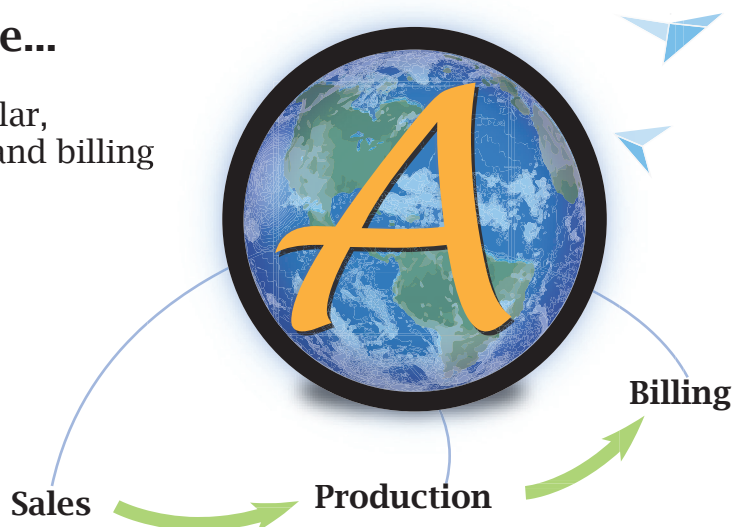 e...
lar,
and billing
A
Billing
Production
Sales